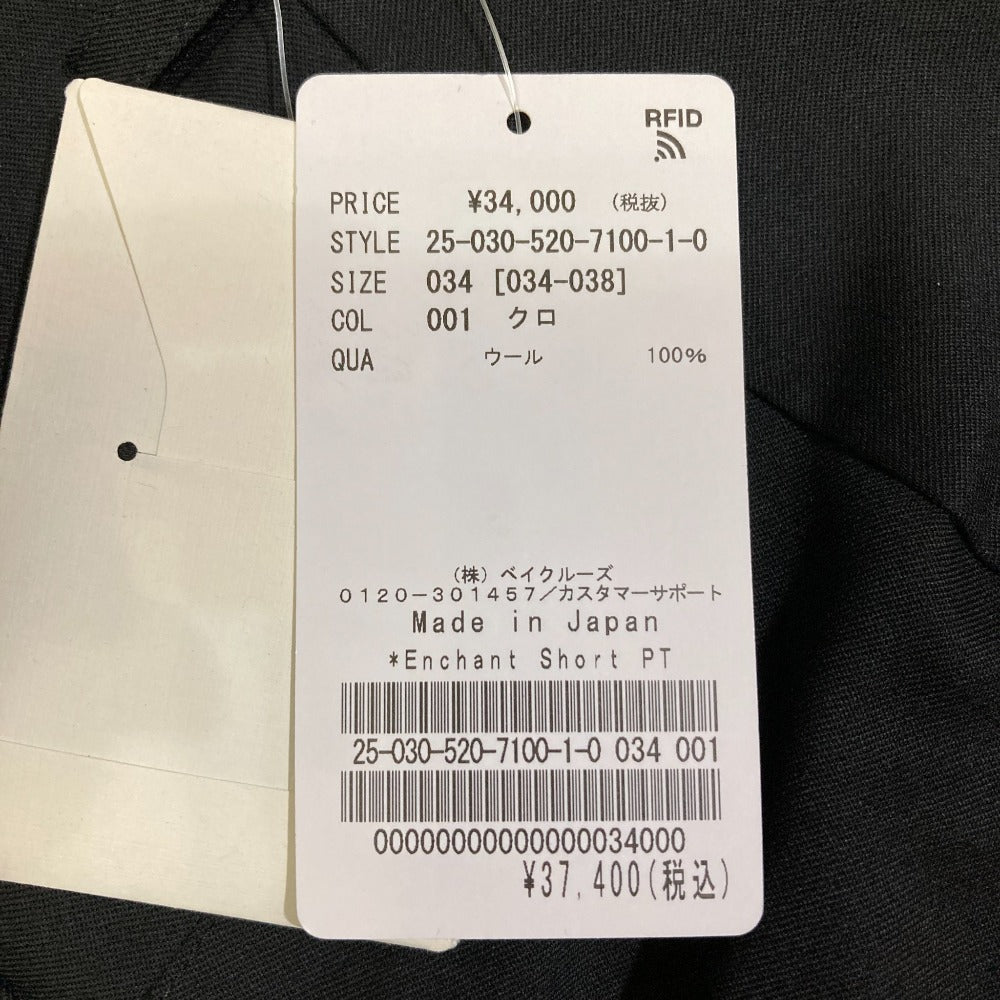 RFID
PRICE ¥34,000 (税抜)
STYLE 25-030-520-7100-1-0
SIZE 034 [034-038]
COL 001 クロ
QUA ウール 100%
(株) ベイクルーズ
0120-301457/カスタマーサポート
Made in Japan
*Enchant Short PT
25-030-520-7100-1-0 034 001
00000000000000034000
¥37,400(税込)